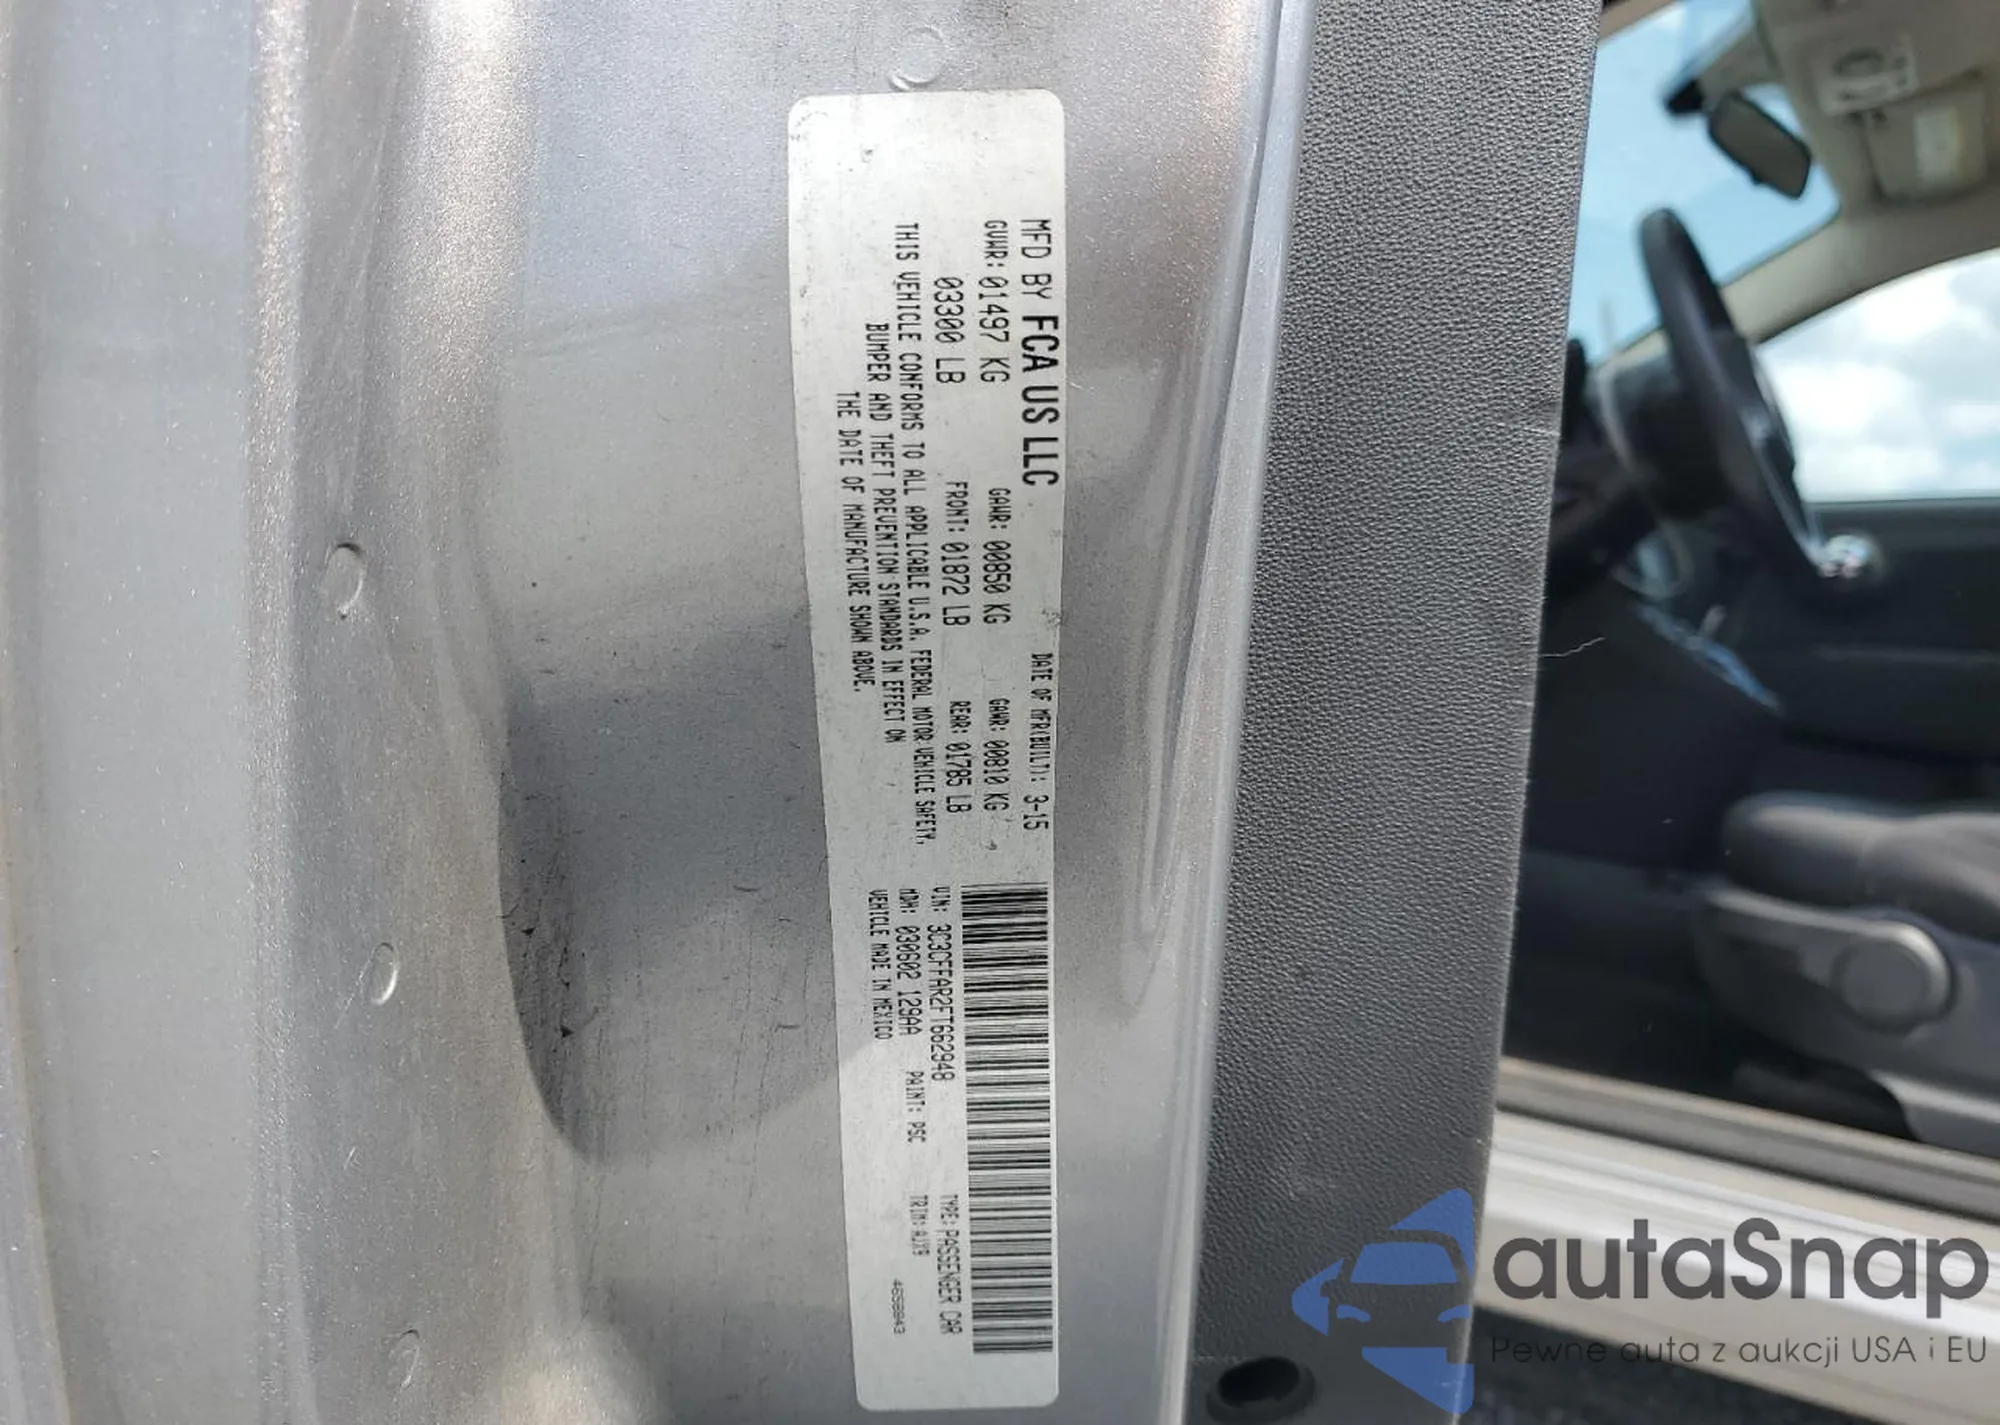 MFD BY FCA US LLC
DATE OF MFR(BUILT): 3-15
GVWR: 01497 KG
GAWR: 00850 KG
GAWR: 00810 KG
03300 LB
FRONT: 01872 LB
REAR: 01785 LB
THIS VEHICLE CONFORMS TO ALL APPLICABLE U.S.A. FEDERAL MOTOR VEHICLE SAFETY,
BUMPER AND THEFT PREVENTION STANDARDS IN EFFECT ON
THE DATE OF MANUFACTURE SHOWN ABOVE.
VIN: 3C3CFFAR2FT662948
TYPE: PASSENGER CAR
MDH: 030602 129AA
PAINT: PSC
TRIM: AJX9
VEHICLE MADE IN MEXICO
4658843
autaSnap
Pewne auta z aukcji USA i EU